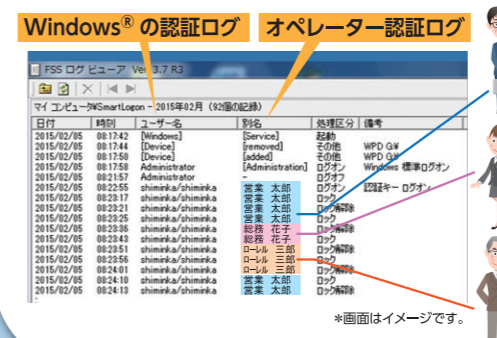 Windows® の認証ログ
オペレーター認証ログ
FSS ログ ビューア Ver 3.7 R3
マイ コンピュータ¥SmartLogon - 2015年02月 (92個の記録)
日付 時刻 ユーザー名 別名 処理区分 備考
2015/02/05 08:17:42 [Windows] [Service] 起動
2015/02/05 08:17:44 [Device] [removed] その他 WPD G:¥
2015/02/05 08:17:50 [Device] [added] その他 WPD G:¥
2015/02/05 08:17:58 Administrator [Administration] ログオン Windows 標準ログオン
2015/02/05 08:21:57 Administrator - ログオフ
2015/02/05 08:22:55 shiminka/shiminka 営業 太郎 ログオン 認証キー ログオン
2015/02/05 08:23:17 shiminka/shiminka 営業 太郎 ロック
2015/02/05 08:23:21 shiminka/shiminka 営業 太郎 ロック解除
2015/02/05 08:23:25 shiminka/shiminka 営業 太郎 ロック
2015/02/05 08:23:36 shiminka/shiminka 総務 花子 ロック解除
2015/02/05 08:23:43 shiminka/shiminka 総務 花子 ロック
2015/02/05 08:23:51 shiminka/shiminka ローレル 三郎 ロック解除
2015/02/05 08:23:56 shiminka/shiminka ローレル 三郎 ロック
2015/02/05 08:24:01 shiminka/shiminka ローレル 三郎 ロック解除
2015/02/05 08:24:10 shiminka/shiminka 営業 太郎 ロック
2015/02/05 08:24:13 shiminka/shiminka 営業 太郎 ロック解除
*画面はイメージです。